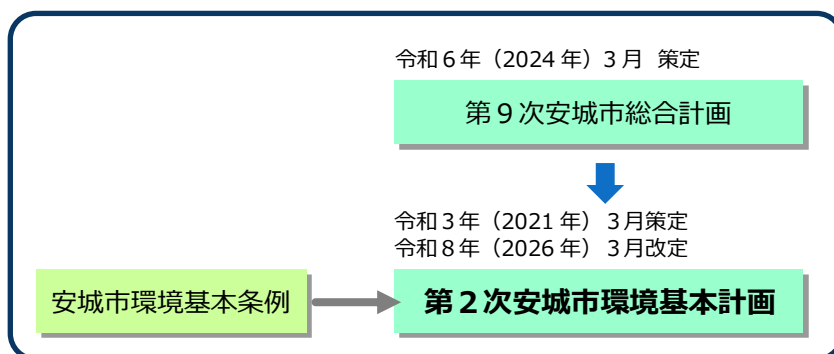 令和６年（2024 年）３月 策定
第９次安城市総合計画
令和３年（2021 年）３月策定
令和８年（2026 年）３月改定
安城市環境基本条例
第２次安城市環境基本計画